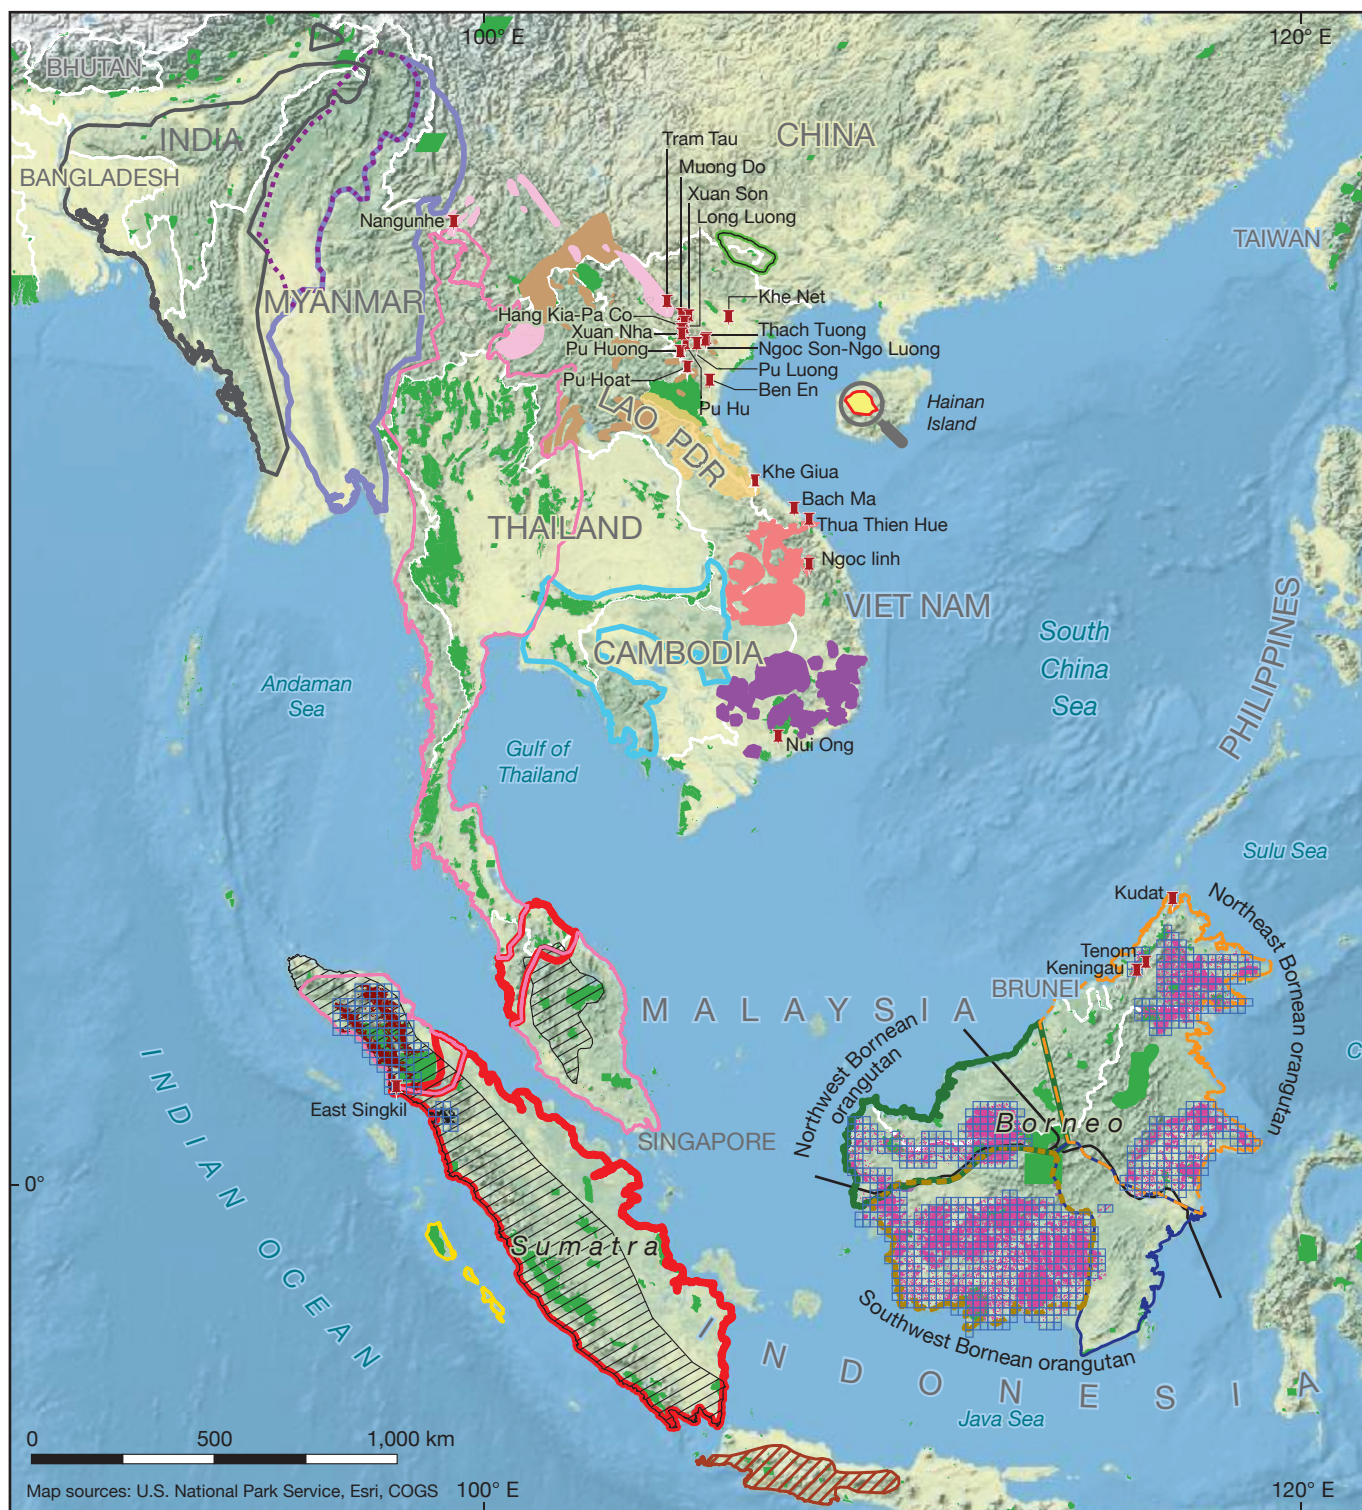 100° E
120° E
BHUTAN
INDIA
BANGLADESH
CHINA
Tram Tau
Muong Do
Xuan Son
Long Luong
Nangunhe
TAIWAN
MYANMAR
Khe Net
Hang Kia-Pa Co
Xuan Nha
Pu Huong
Thach Tuong
Ngoc Son-Ngo Luong
Pu Luong
Pu Hoat
Ben En
Pu Hu
Hainan
Island
LAO PDR
Khe Giua
Bach Ma
Thua Thien Hue
THAILAND
Ngoc linh
VIET NAM
CAMBODIA
South
China
Sea
PHILIPPINES
Andaman
Sea
Gulf of
Thailand
Nui Ong
Sulu Sea
Kudat
Northeast Bornean orangutan
Tenom
Keningau
BRUNEI
MALAYSIA
Northwest Bornean
orangutan
C
East Singkil
Borneo
SINGAPORE
0°
INDIAN OCEAN
Sumatra
Southwest Bornean orangutan
INDONESIA
Java Sea
0 500 1,000 km
Map sources: U.S. National Park Service, Esri, COGS
100° E
120° E